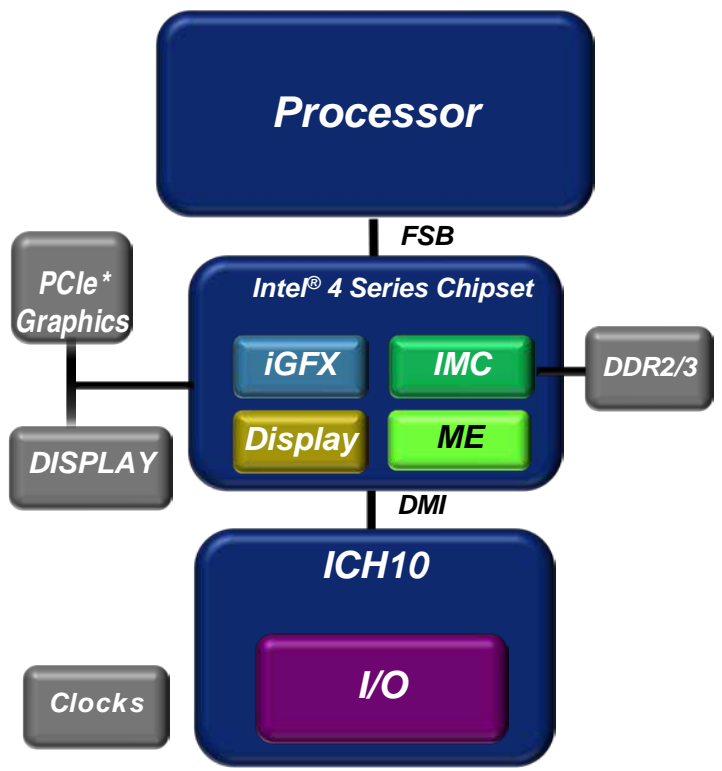 Processor
FSB
PCIe*
Graphics
Intel® 4 Series Chipset
iGFX
IMC
DDR2/3
Display
ME
DISPLAY
DMI
ICH10
I/O
Clocks